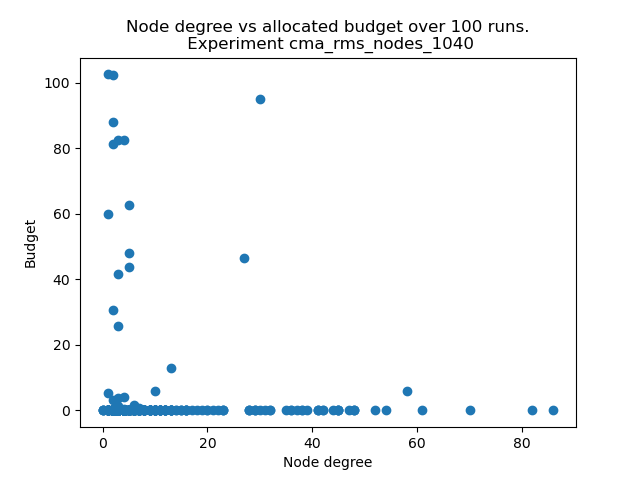 Node degree vs allocated budget over 100 runs.
Experiment cma_rms_nodes_1040
100
80
60
40
20
0
Budget
0 20 40 60 80
Node degree